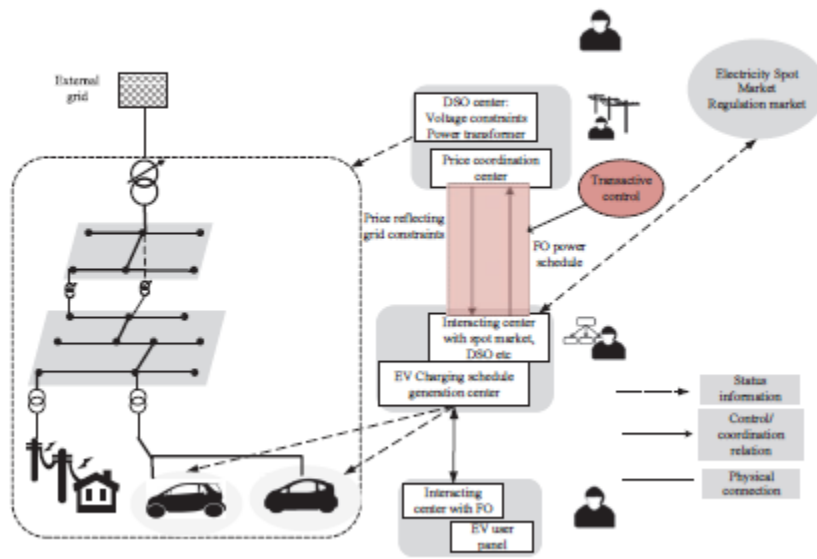 External
grid
DSO center:
Voltage constraints
Power transformer
Price coordination
center
Electricity Spot
Market
Regulation market
Transactive
control
Price reflecting
grid constraints
FO power
schedule
Interacting center
with spot market,
DSO etc
EV Charging schedule
generation center
Interacting
center with FO
EV user
panel
Status
information
Control/
coordination
relation
Physical
connection